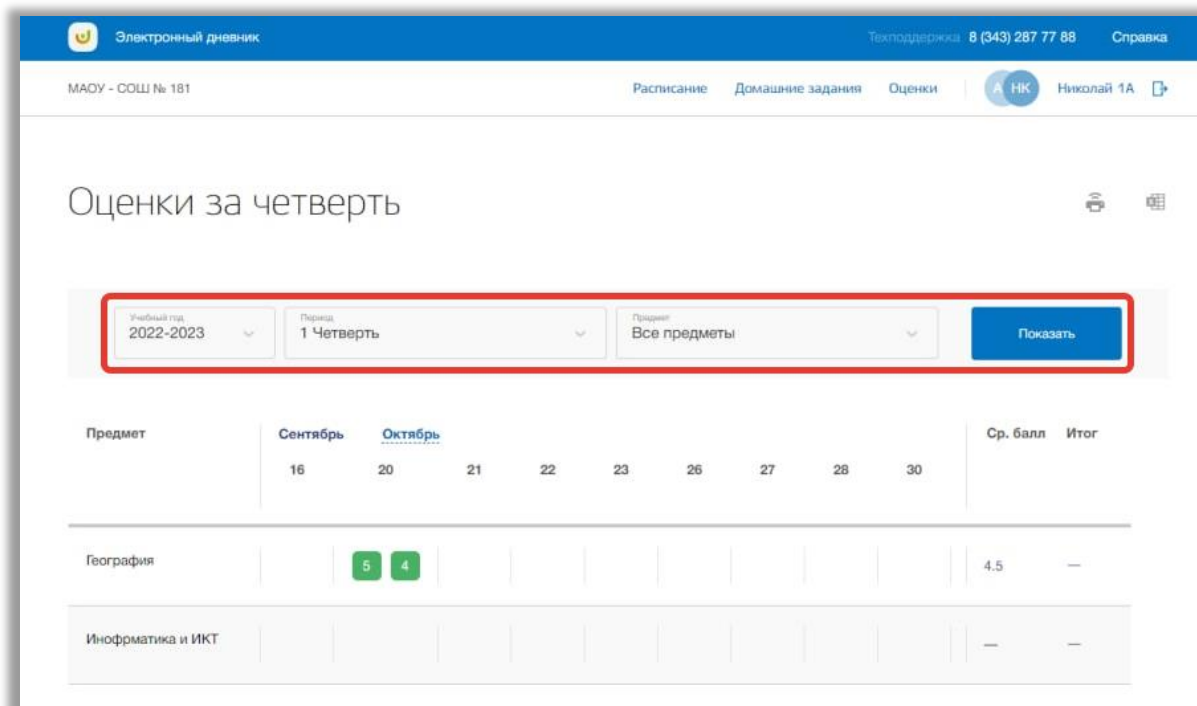 Электронный дневник Техподдержка 8 (343) 287 77 88 Справка
МАОУ - СОШ № 181 Расписание Домашние задания Оценки А НК Николай 1А
Оценки за четверть
Учебный год Период Предмет
2022-2023 1 Четверть Все предметы Показать
Предмет Сентябрь Октябрь Ср. балл Итог
16 20 21 22 23 26 27 28 30
География 5 4 4.5 —
Инофрматика и ИКТ — —